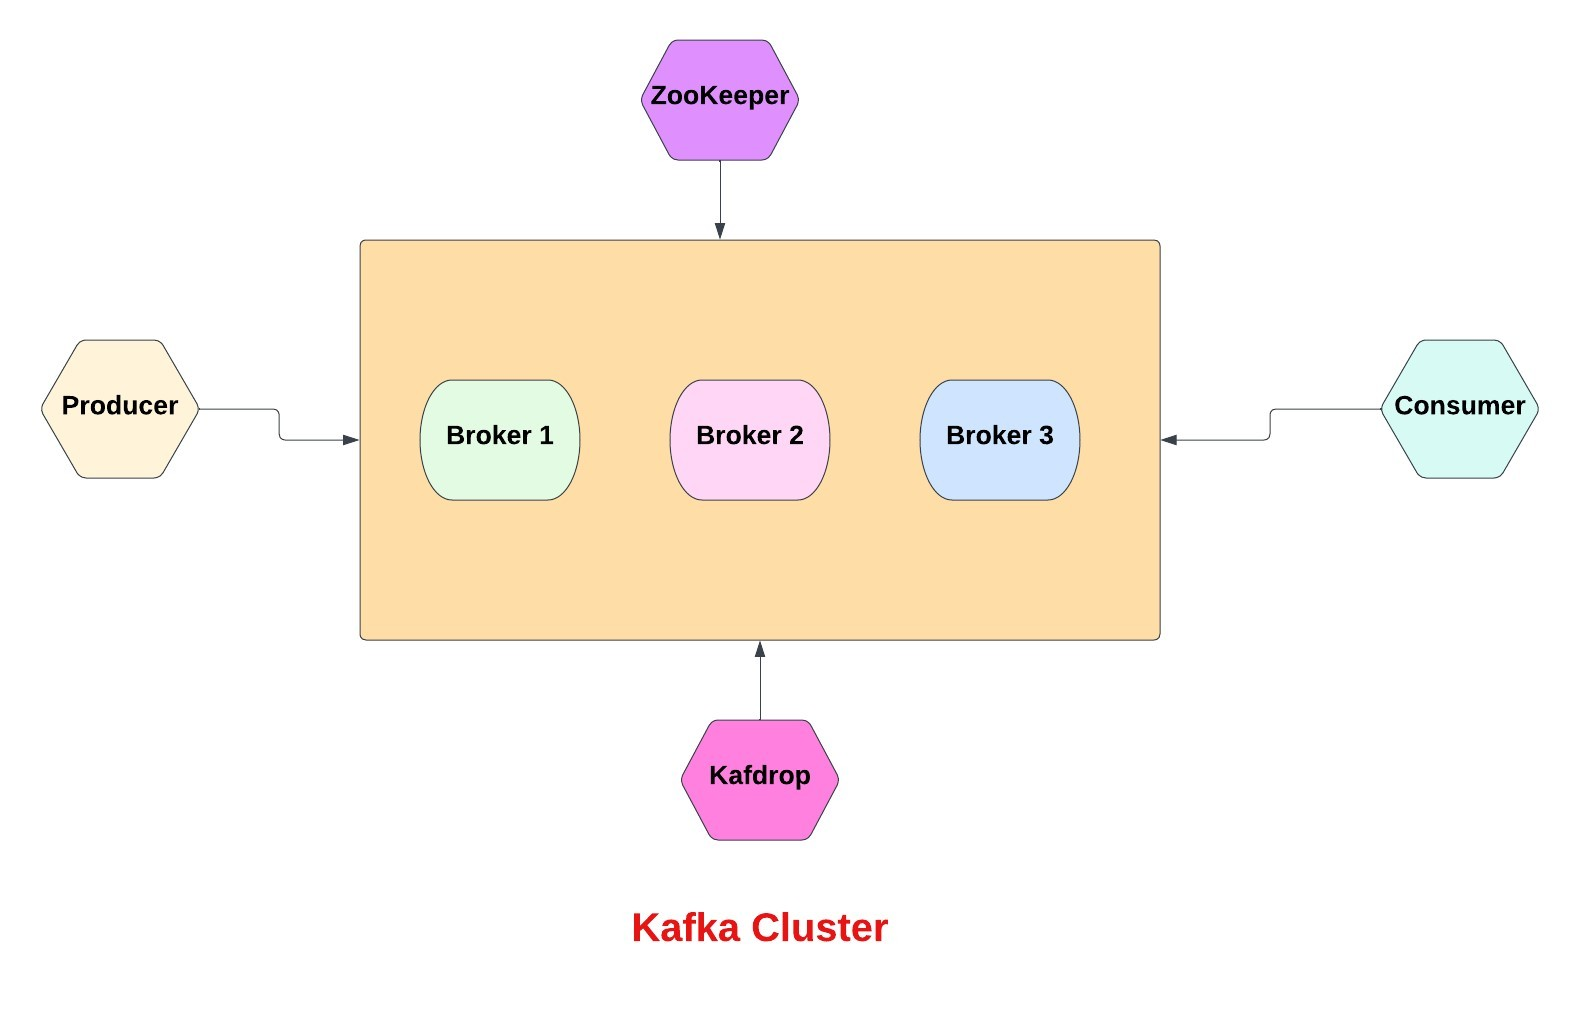 ZooKeeper
Producer
Broker 1
Broker 2
Broker 3
Consumer
Kafdrop
Kafka Cluster